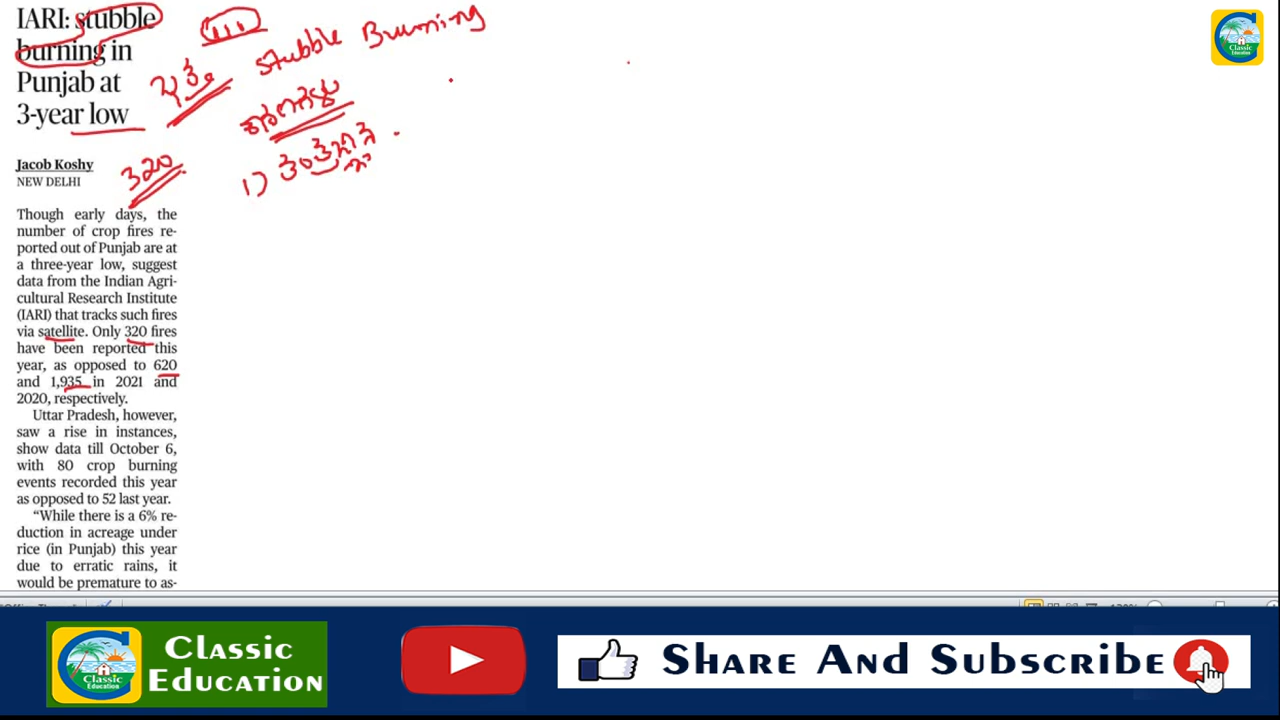 IARI: stubble
burning in
Punjab at
3-year low
Stubble Burning
Jacob Koshy
NEW DELHI
320
1)
Though early days, the
number of crop fires re-
ported out of Punjab are at
a three-year low, suggest
data from the Indian Agri-
cultural Research Institute
(IARI) that tracks such fires
via satellite. Only 320 fires
have been reported this
year, as opposed to 620
and 1,935 in 2021 and
2020, respectively.
Uttar Pradesh, however,
saw a rise in instances,
show data till October 6,
with 80 crop burning
events recorded this year
as opposed to 52 last year.
“While there is a 6% re-
duction in acreage under
rice (in Punjab) this year
due to erratic rains, it
would be premature to as-
Classic
Education
Classic
Education
Classic
Education
Share And Subscribe